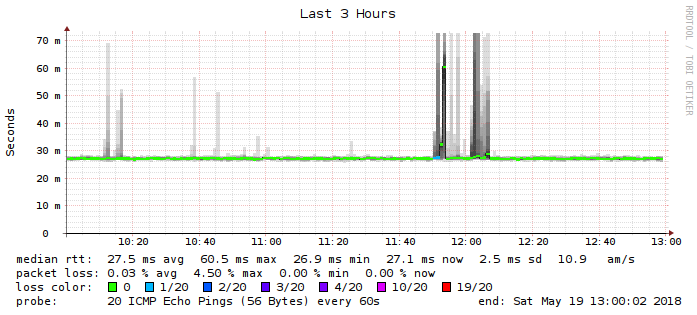 Last 3 Hours
RRDTOOL / TOBI OETIKER
Seconds
70 m
60 m
50 m
40 m
30 m
20 m
10 m
0
10:20 10:40 11:00 11:20 11:40 12:00 12:20 12:40 13:00
median rtt: 27.5 ms avg 60.5 ms max 26.9 ms min 27.1 ms now 2.5 ms sd 10.9 am/s
packet loss: 0.03 % avg 4.50 % max 0.00 % min 0.00 % now
loss color: 0 1/20 2/20 3/20 4/20 10/20 19/20
probe: 20 ICMP Echo Pings (56 Bytes) every 60s end: Sat May 19 13:00:02 2018